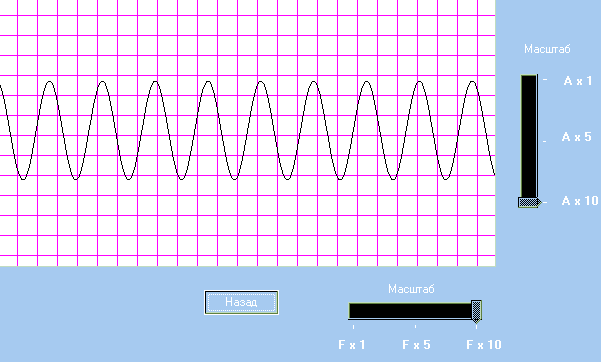 Масштаб
A x 1
A x 5
A x 10
Назад
Масштаб
F x 1 F x 5 F x 10